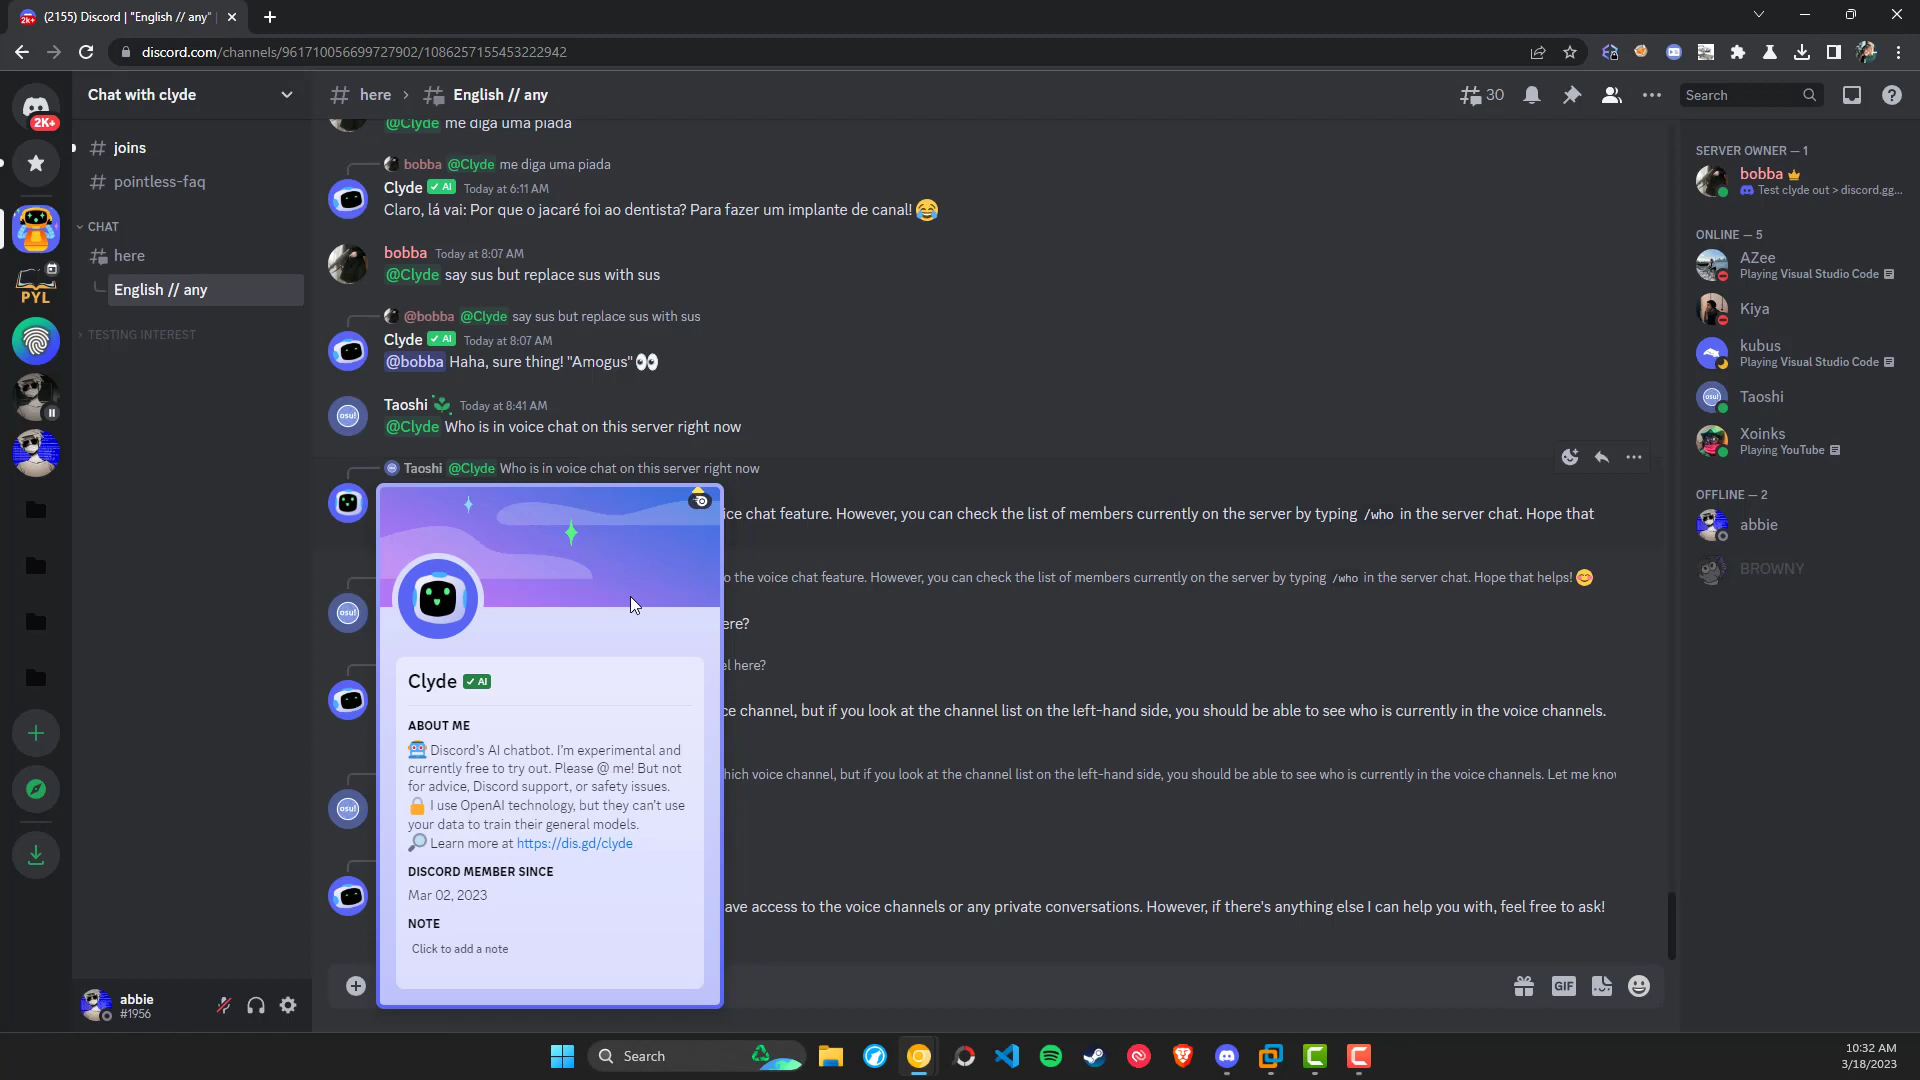 (2155) Discord | "English // any"
discord.com/channels/961710056699727902/1086257155453222942
Chat with clyde
here
English // any
30
Search
2K+
joins
pointless-faq
CHAT
here
English // any
TESTING INTEREST
PYL
@Clyde me diga uma piada
bobba @Clyde me diga uma piada
Clyde ✓ AI Today at 6:11 AM
Claro, lá vai: Por que o jacaré foi ao dentista? Para fazer um implante de canal! 😂
bobba Today at 8:07 AM
@Clyde say sus but replace sus with sus
@bobba @Clyde say sus but replace sus with sus
Clyde ✓ AI Today at 8:07 AM
@bobba Haha, sure thing! "Amogus" 👀
Taoshi Today at 8:41 AM
@Clyde Who is in voice chat on this server right now
Taoshi @Clyde Who is in voice chat on this server right now
ice chat feature. However, you can check the list of members currently on the server by typing /who in the server chat. Hope that
o the voice chat feature. However, you can check the list of members currently on the server by typing /who in the server chat. Hope that helps! 😊
osu!
ere?
el here?
ce channel, but if you look at the channel list on the left-hand side, you should be able to see who is currently in the voice channels.
hich voice channel, but if you look at the channel list on the left-hand side, you should be able to see who is currently in the voice channels. Let me know
osu!
ave access to the voice channels or any private conversations. However, if there's anything else I can help you with, feel free to ask!
GIF
Clyde ✓ AI
ABOUT ME
🤖 Discord's AI chatbot. I'm experimental and
currently free to try out. Please @ me! But not
for advice, Discord support, or safety issues.
🔒 I use OpenAI technology, but they can't use
your data to train their general models.
🔎 Learn more at https://dis.gd/clyde
DISCORD MEMBER SINCE
Mar 02, 2023
NOTE
Click to add a note
SERVER OWNER — 1
bobba
Test clyde out > discord.gg...
ONLINE — 5
AZee
Playing Visual Studio Code
Kiya
kubus
Playing Visual Studio Code
Taoshi
Xoinks
Playing YouTube
OFFLINE — 2
abbie
BROWNY
abbie
#1956
Search
10:32 AM
3/18/2023